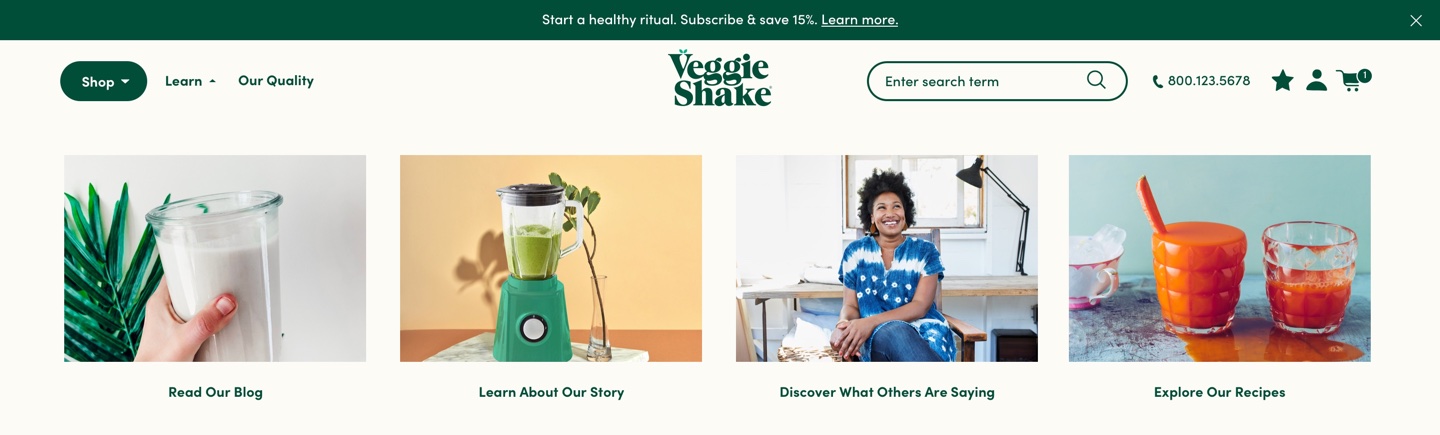 Start a healthy ritual. Subscribe & save 15%. Learn more.
Shop
Learn
Our Quality
Veggie
Shake
Enter search term
800.123.5678
1
Read Our Blog
Learn About Our Story
Discover What Others Are Saying
Explore Our Recipes